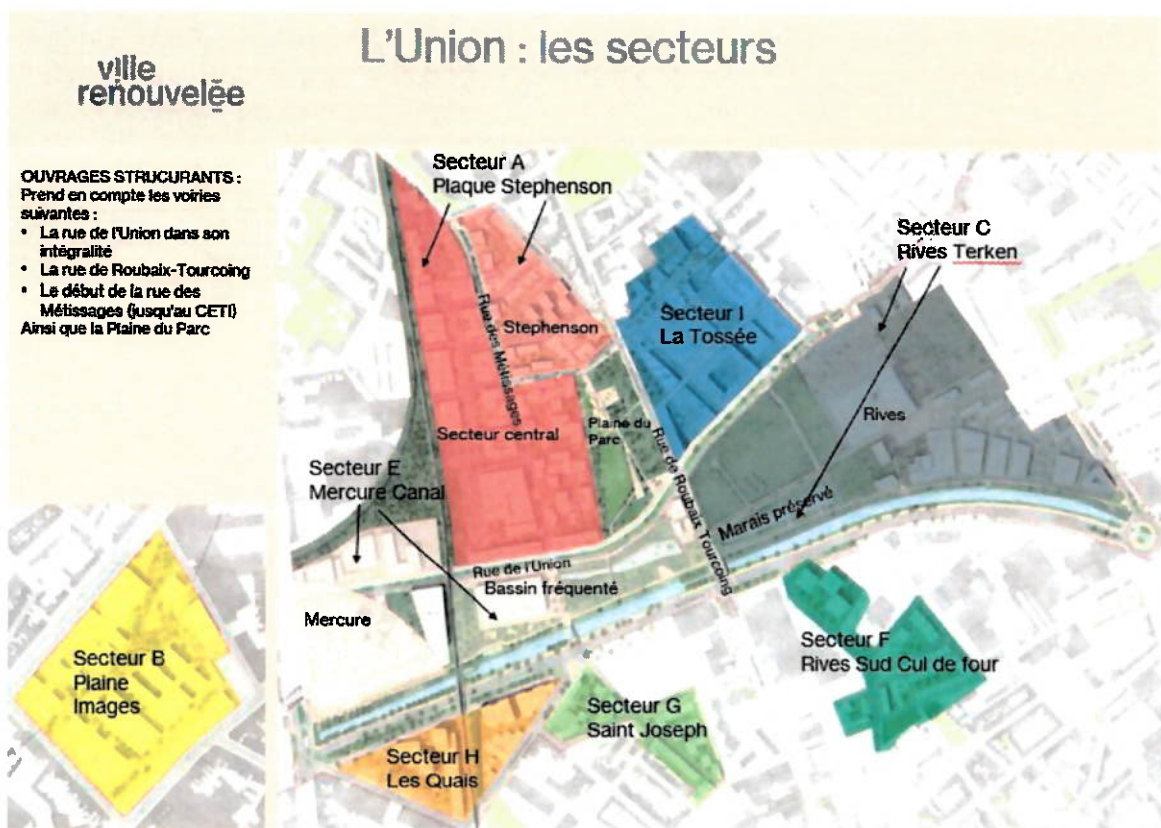 L'Union : les secteurs
ville
renouvelée
OUVRAGES STRUCURANTS :
Prend en compte les voiries
suivantes :
• La rue de l'Union dans son
intégralité
• La rue de Roubaix-Tourcoing
• Le début de la rue des
Métissages (jusqu'au CETI)
Ainsi que la Plaine du Parc
Secteur A
Plaque Stephenson
Secteur C
Rives Terken
Rue des Métissages
Stephenson
Secteur I
La Tossée
Rives
Secteur central
Plaine du
Parc
Rue de Roubaix Tourcoing
Secteur E
Mercure Canal
Marais préservé
Rue de l'Union
Bassin fréquenté
Mercure
Secteur B
Plaine
Images
Secteur F
Rives Sud Cul de four
Secteur G
Saint Joseph
Secteur H
Les Quais